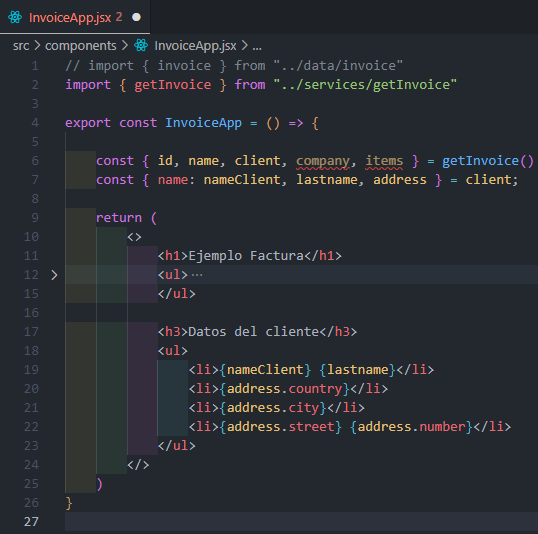 InvoiceApp.jsx 2
src > components > InvoiceApp.jsx > ...
1 // import { invoice } from "../data/invoice"
2 import { getInvoice } from "../services/getInvoice"
3
4 export const InvoiceApp = () => {
5
6 const { id, name, client, company, items } = getInvoice()
7 const { name: nameClient, lastname, address } = client;
8
9 return (
10 <>
11 <h1>Ejemplo Factura</h1>
12 <ul>...
15 </ul>
16
17 <h3>Datos del cliente</h3>
18 <ul>
19 <li>{nameClient} {lastname}</li>
20 <li>{address.country}</li>
21 <li>{address.city}</li>
22 <li>{address.street} {address.number}</li>
23 </ul>
24 </>
25 )
26 }
27